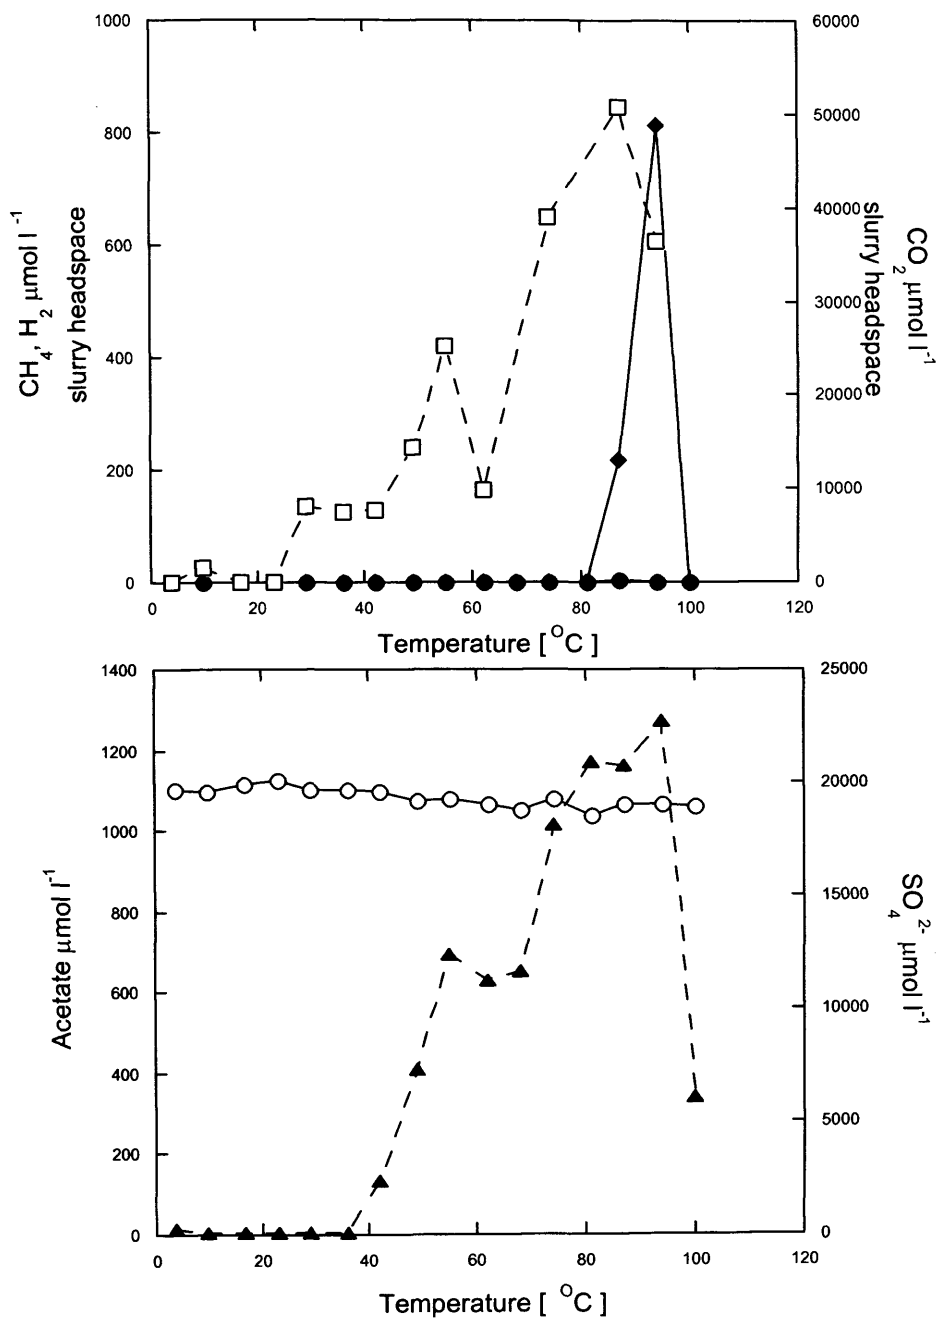 1000
800
600
400
200
0
CH4, H2 µmol l-1
slurry headspace
60000
50000
40000
30000
20000
10000
0
CO2 µmol l-1
slurry headspace
0 20 40 60 80 100 120
Temperature [ OC ]
1400
1200
1000
800
600
400
200
0
Acetate µmol l-1
25000
20000
15000
10000
5000
0
SO42- µmol l-1
0 20 40 60 80 100 120
Temperature [ OC ]